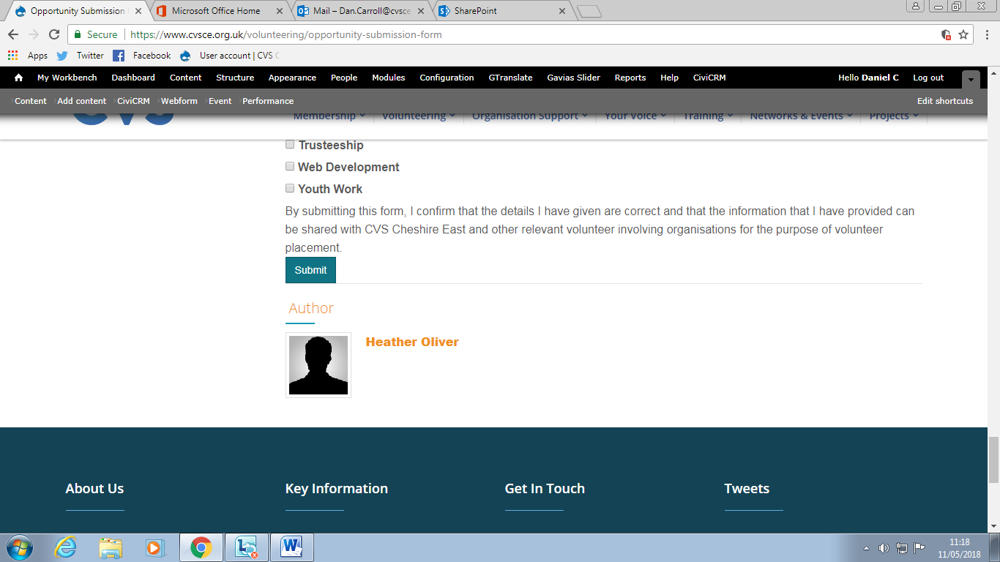 Opportunity Submission
Microsoft Office Home
Mail – Dan.Carroll@cvsce
SharePoint
Secure
https://www.cvsce.org.uk/volunteering/opportunity-submission-form
Apps
Twitter
Facebook
User account | CVS C
My Workbench
Dashboard
Content
Structure
Appearance
People
Modules
Configuration
GTranslate
Gavias Slider
Reports
Help
CiviCRM
Hello Daniel C
Log out
Content
Add content
CiviCRM
Webform
Event
Performance
Edit shortcuts
CVS
Membership
Volunteering
Organisation Support
Your Voice
Training
Networks & Events
Projects
Trusteeship
Web Development
Youth Work
By submitting this form, I confirm that the details I have given are correct and that the information that I have provided can
be shared with CVS Cheshire East and other relevant volunteer involving organisations for the purpose of volunteer
placement.
Submit
Author
Heather Oliver
About Us
Key Information
Get In Touch
Tweets
11:18
11/05/2018